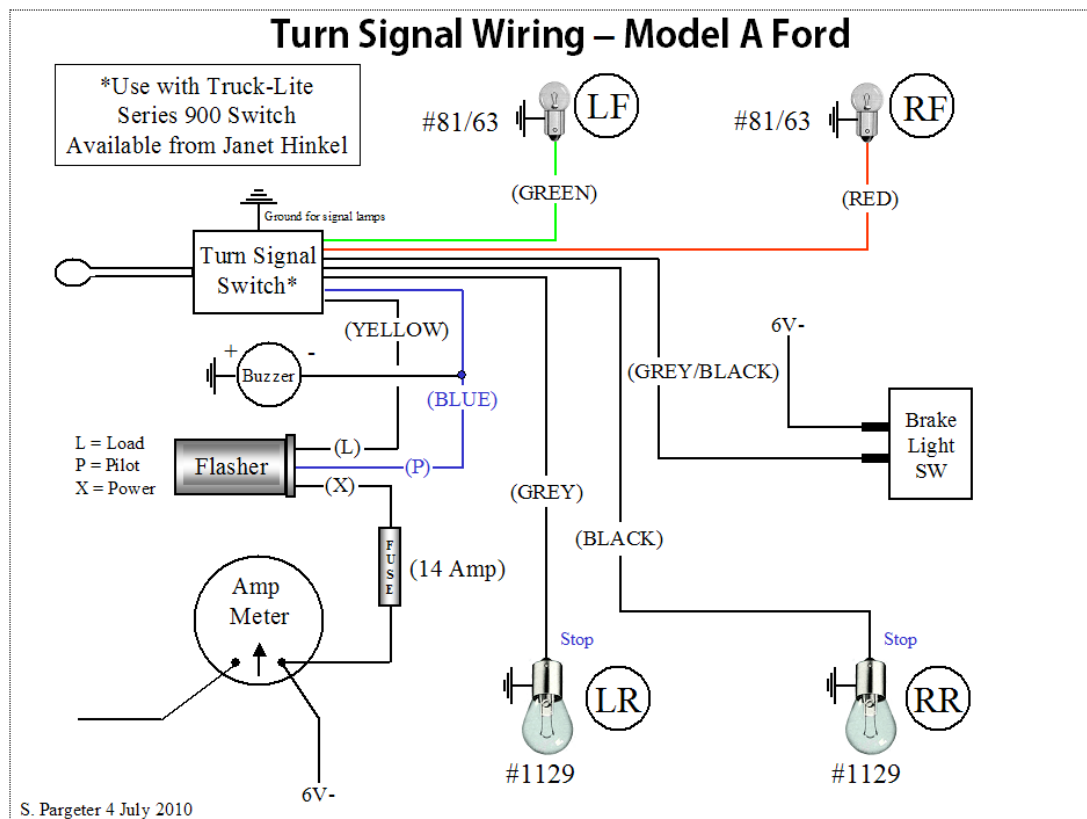 Turn Signal Wiring – Model A Ford
*Use with Truck-Lite
Series 900 Switch
Available from Janet Hinkel
#81/63
LF
#81/63
RF
(GREEN)
(RED)
Ground for signal lamps
Turn Signal
Switch*
(YELLOW)
6V-
+
-
Buzzer
(BLUE)
(GREY/BLACK)
Brake
Light
SW
L = Load
P = Pilot
X = Power
Flasher
(L)
(P)
(X)
(GREY)
(BLACK)
FUSE
(14 Amp)
Amp
Meter
Stop
Stop
LR
RR
#1129
#1129
6V-
S. Pargeter 4 July 2010